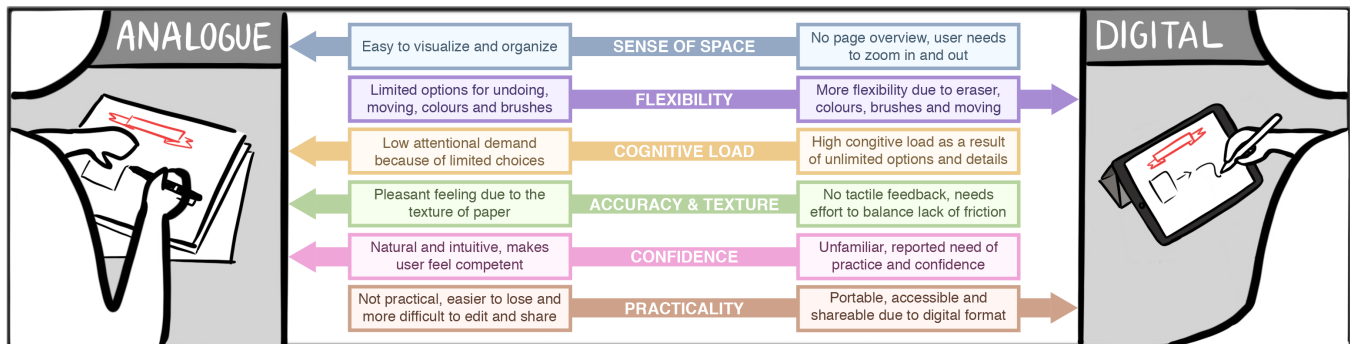 ANALOGUE
DIGITAL
Easy to visualize and organize
SENSE OF SPACE
No page overview, user needs
to zoom in and out
Limited options for undoing,
moving, colours and brushes
FLEXIBILITY
More flexibility due to eraser,
colours, brushes and moving
Low attentional demand
because of limited choices
COGNITIVE LOAD
High congitive load as a result
of unlimited options and details
Pleasant feeling due to the
texture of paper
ACCURACY & TEXTURE
No tactile feedback, needs
effort to balance lack of friction
Natural and intuitive, makes
user feel competent
CONFIDENCE
Unfamiliar, reported need of
practice and confidence
Not practical, easier to lose and
more difficult to edit and share
PRACTICALITY
Portable, accessible and
shareable due to digital format